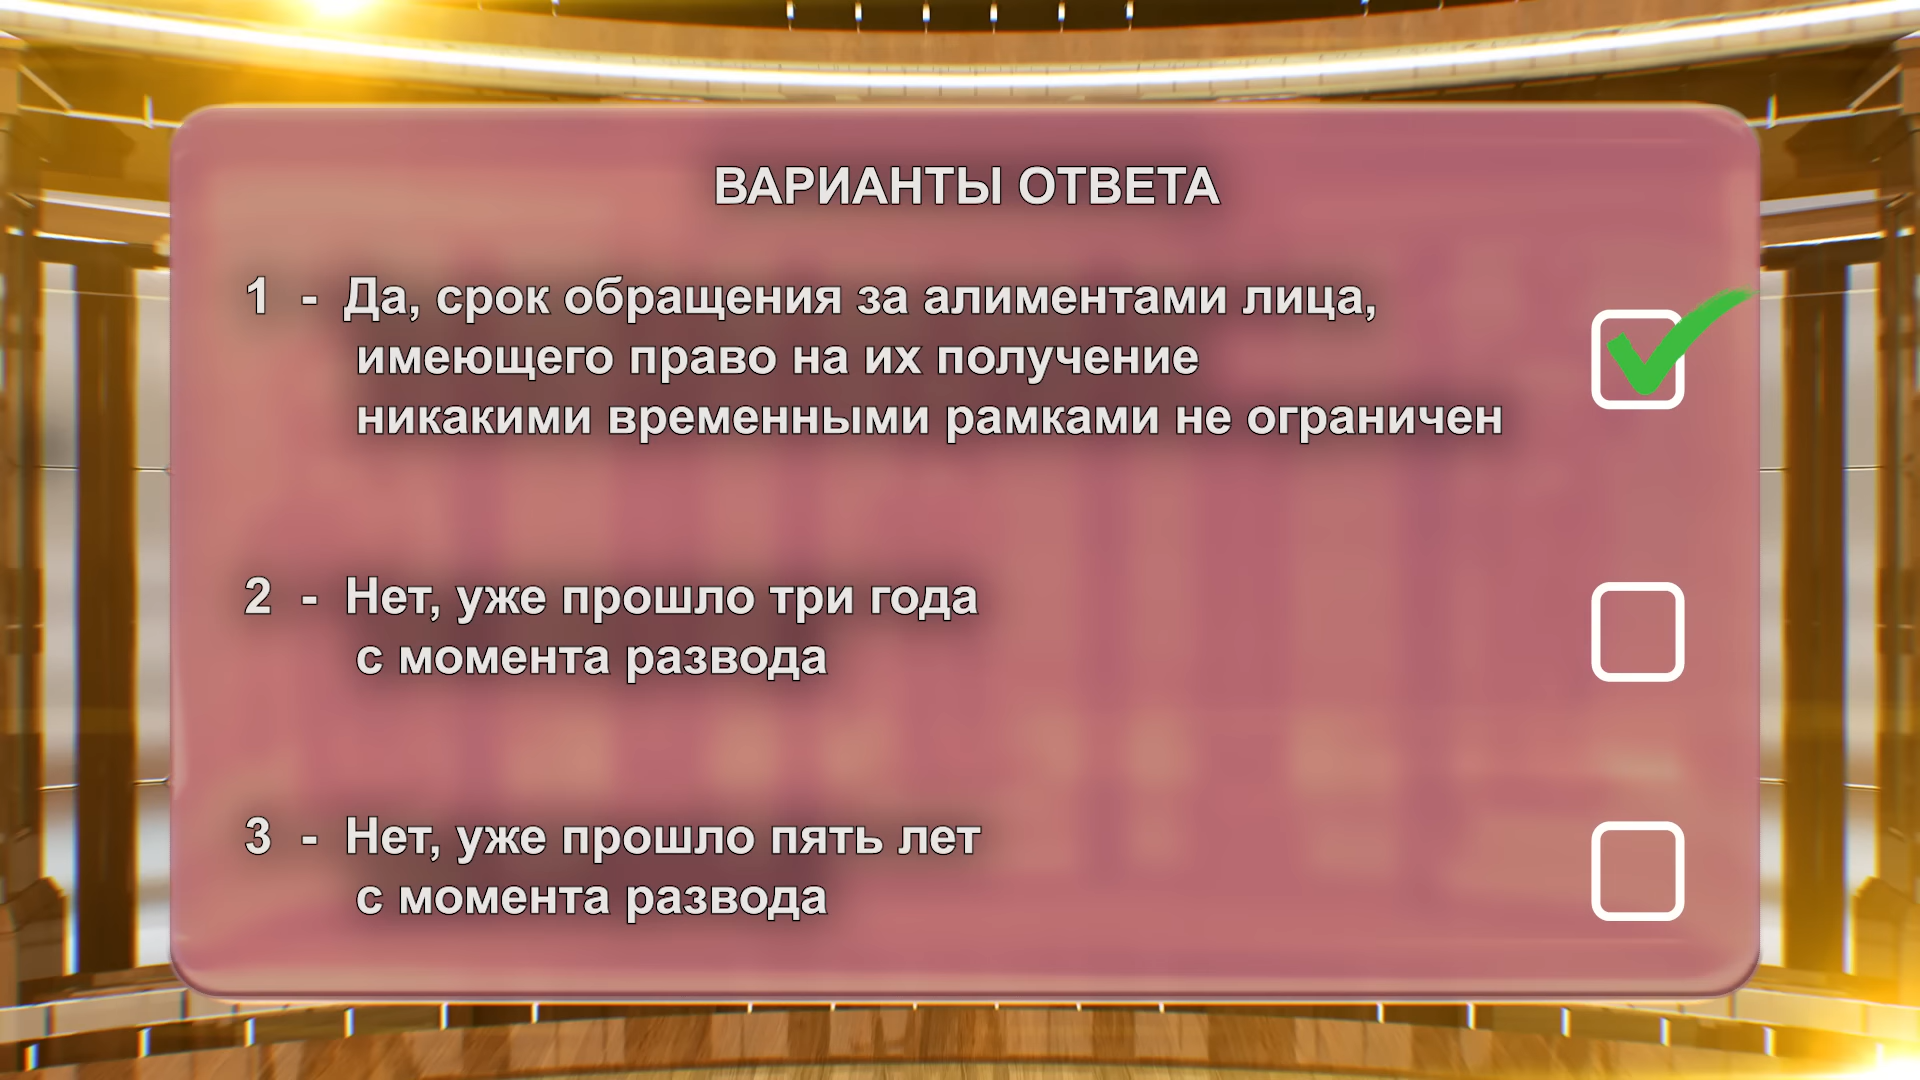 ВАРИАНТЫ ОТВЕТА
1 - Да, срок обращения за алиментами лица,
имеющего право на их получение
никакими временными рамками не ограничен
2 - Нет, уже прошло три года
с момента развода
3 - Нет, уже прошло пять лет
с момента развода